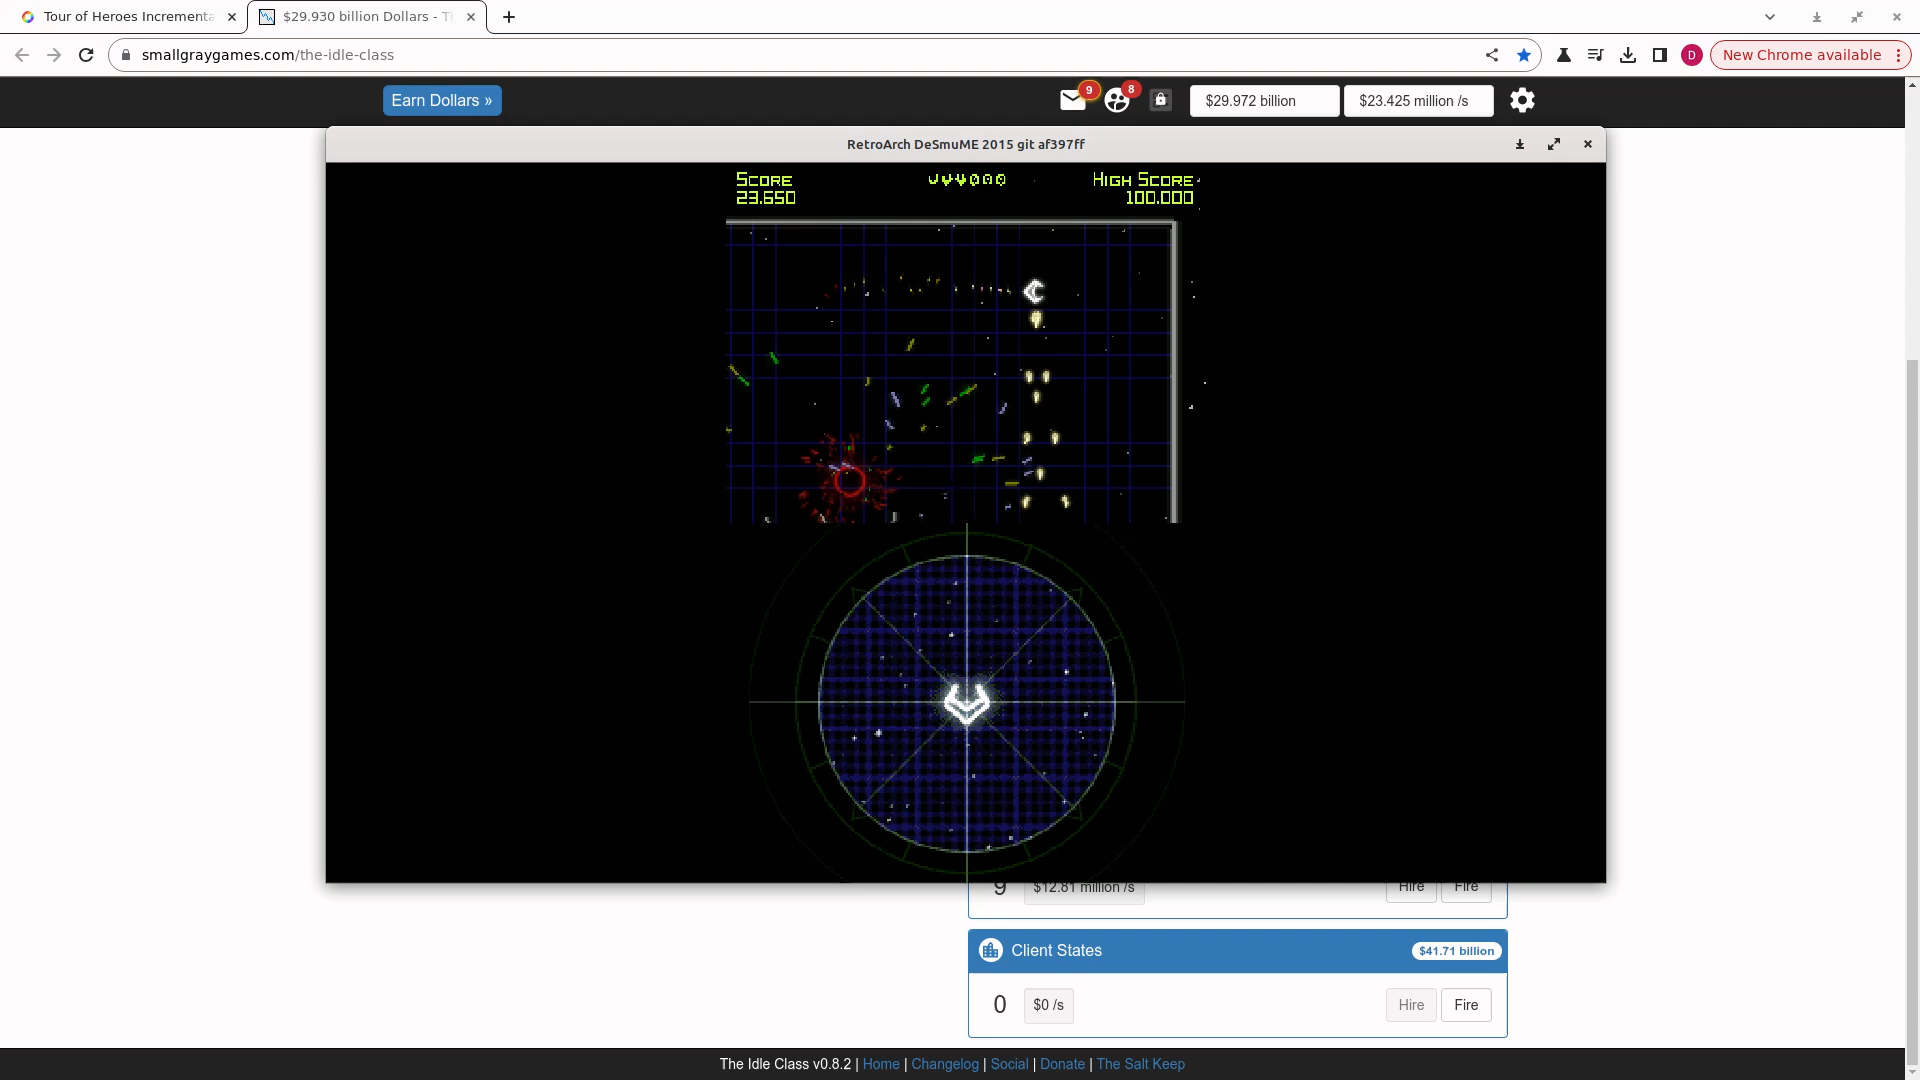 Tour of Heroes Incrementa
$29.930 billion Dollars - T
smallgraygames.com/the-idle-class
D
New Chrome available
Earn Dollars »
9
8
$29.972 billion
$23.425 million /s
RetroArch DeSmuME 2015 git af397ff
Score
23.650
High Score
100.000
9
$12.81 million /s
Hire
Fire
Client States
$41.71 billion
0
$0 /s
Hire
Fire
The Idle Class v0.8.2 | Home | Changelog | Social | Donate | The Salt Keep